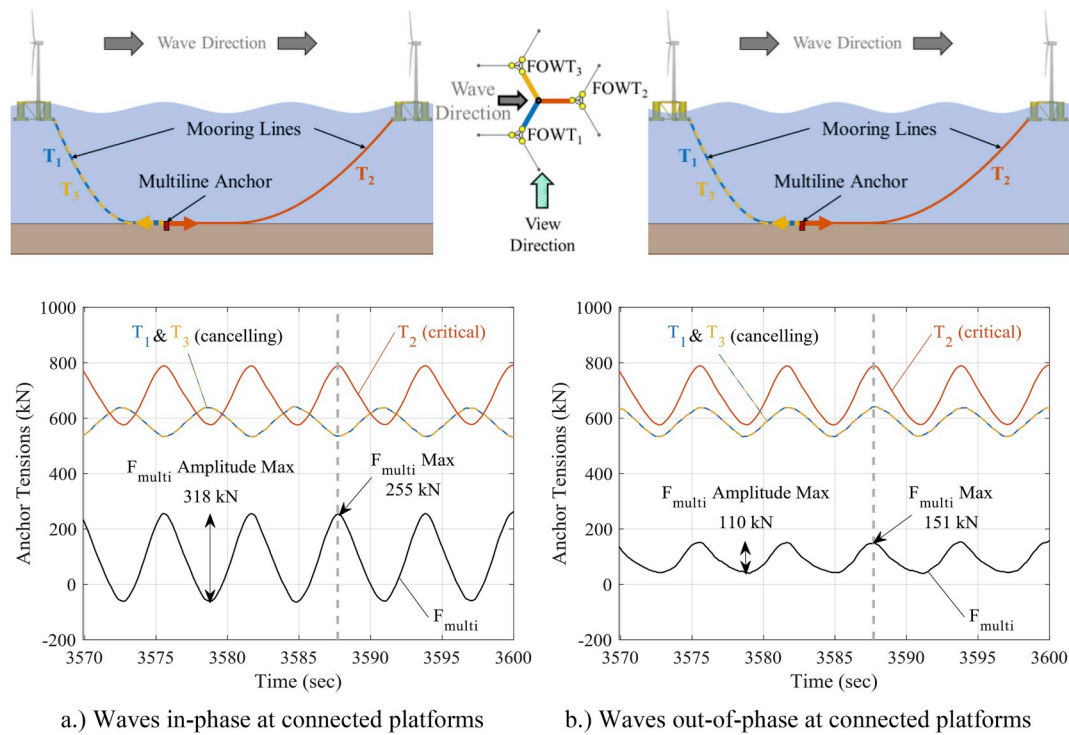 Wave Direction
Mooring Lines
T1
T3
T2
Multiline Anchor
FOWT3
FOWT2
FOWT1
Wave
Direction
View
Direction
Wave Direction
Mooring Lines
T1
T3
T2
Multiline Anchor
Anchor Tensions (kN)
1000
800
600
400
200
0
-200
T1 & T3 (cancelling)
T2 (critical)
Fmulti Amplitude Max
318 kN
Fmulti Max
255 kN
Fmulti
3570 3575 3580 3585 3590 3595 3600
Time (sec)
a.) Waves in-phase at connected platforms
Anchor Tensions (kN)
1000
800
600
400
200
0
-200
T1 & T3 (cancelling)
T2 (critical)
Fmulti Amplitude Max
110 kN
Fmulti Max
151 kN
Fmulti
3570 3575 3580 3585 3590 3595 3600
Time (sec)
b.) Waves out-of-phase at connected platforms